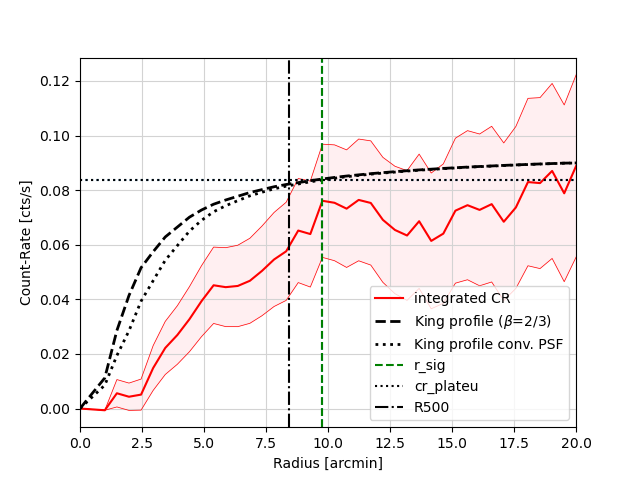 0.12
0.10
0.08
0.06
0.04
0.02
0.00
Count-Rate [cts/s]
integrated CR
King profile (β=2/3)
King profile conv. PSF
r_sig
cr_plateu
R500
0.0 2.5 5.0 7.5 10.0 12.5 15.0 17.5 20.0
Radius [arcmin]